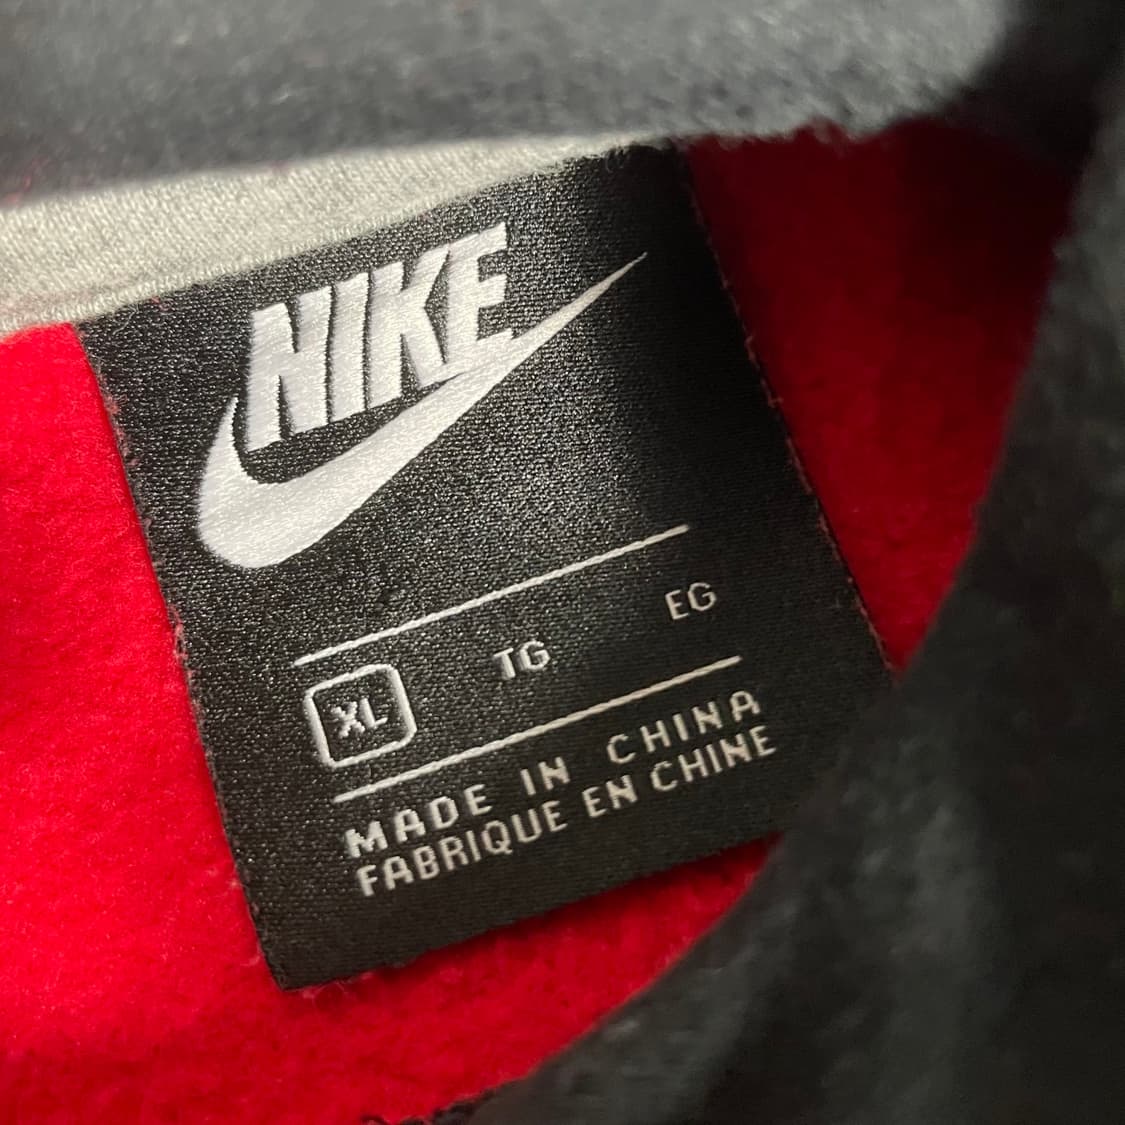 NIKE
XL TG EG
MADE IN CHINA
FABRIQUE EN CHINE